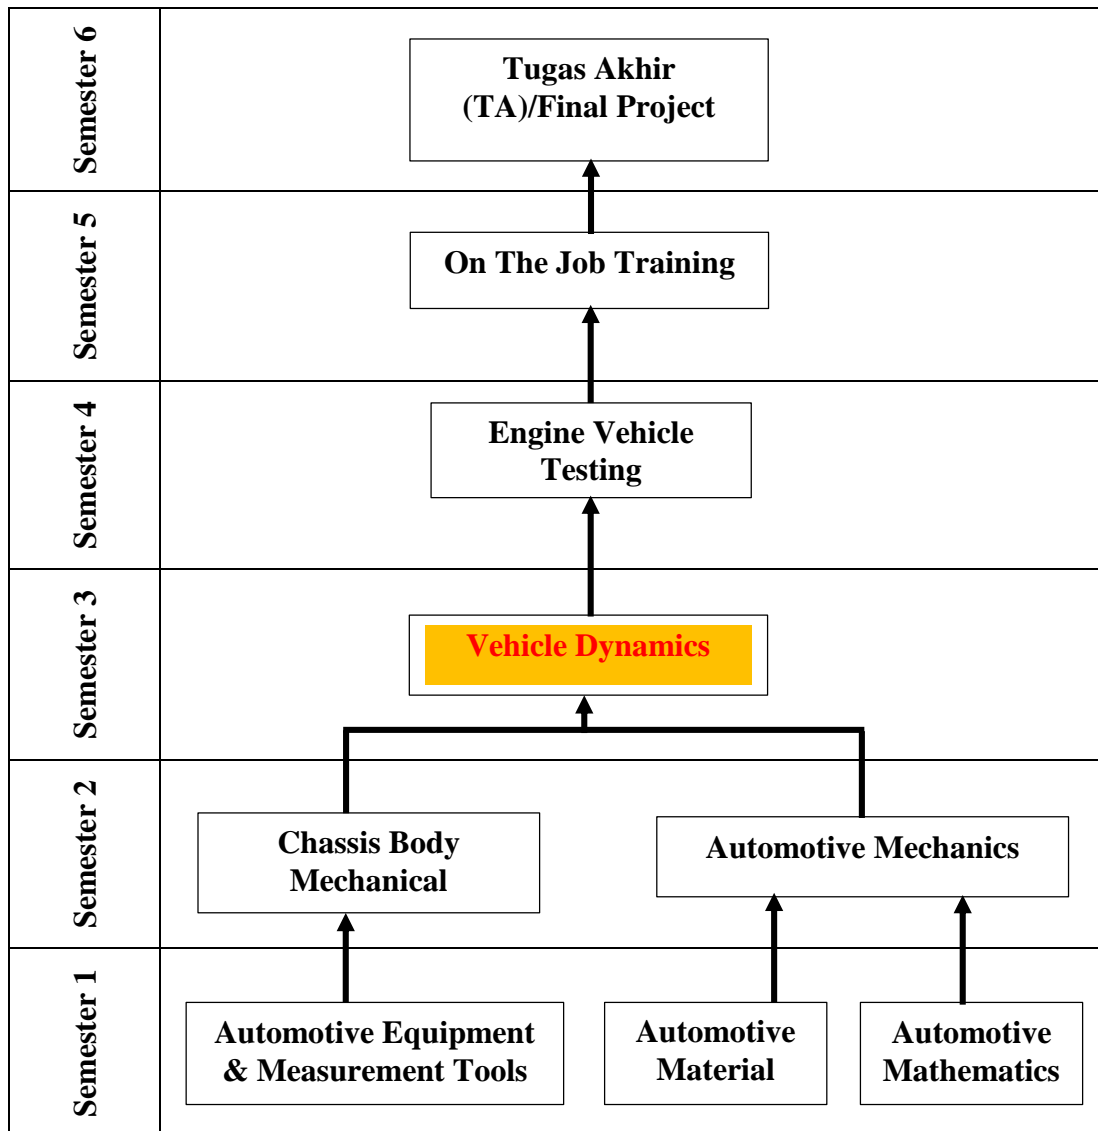 Semester 6
Tugas Akhir
(TA)/Final Project
Semester 5
On The Job Training
Semester 4
Engine Vehicle
Testing
Semester 3
Vehicle Dynamics
Semester 2
Chassis Body
Mechanical
Automotive Mechanics
Semester 1
Automotive Equipment
& Measurement Tools
Automotive
Material
Automotive
Mathematics